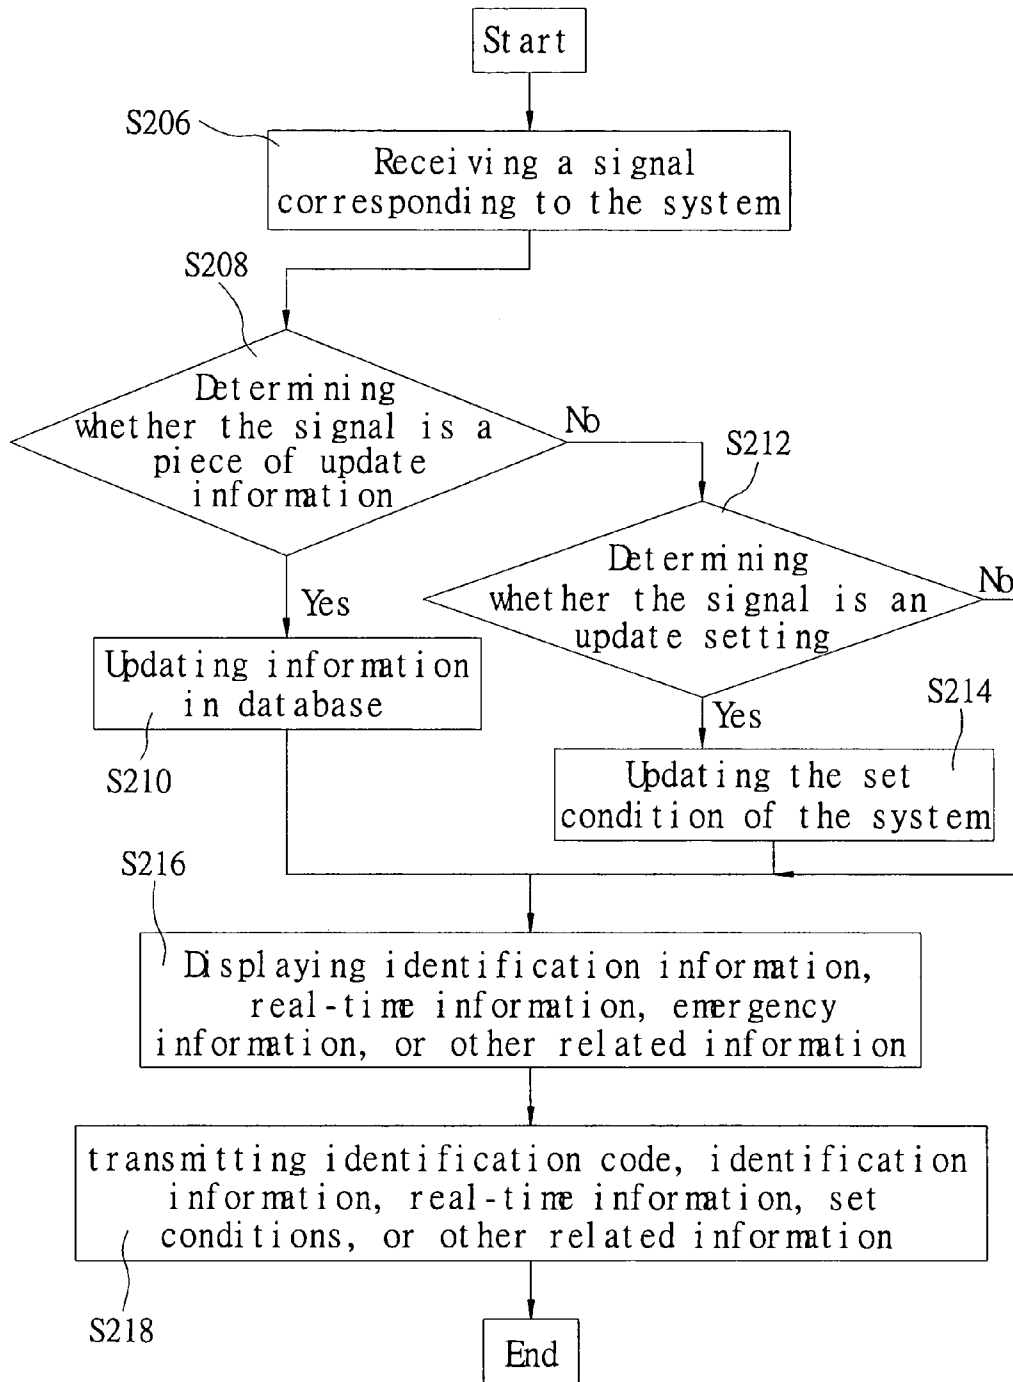 Start
S206
Receiving a signal
corresponding to the system
S208
Determining
whether the signal is a
piece of update
information
No
S212
Determining
whether the signal is an
update setting
No
Yes
Updating information
in database
S210
Yes
S214
Updating the set
condition of the system
S216
Displaying identification information,
real-time information, emergency
information, or other related information
transmitting identification code, identification
information, real-time information, set
conditions, or other related information
S218
End